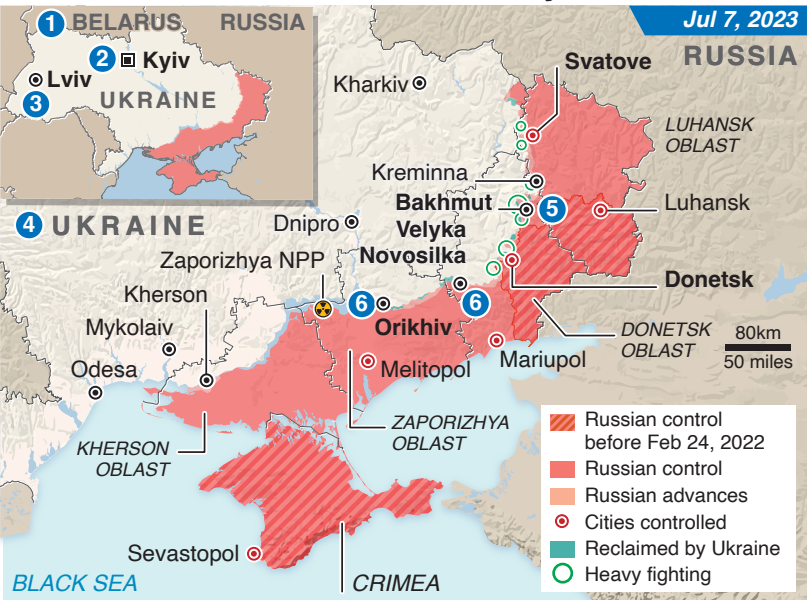 Jul 7, 2023
1 BELARUS RUSSIA
2 Kyiv
Lviv
3
UKRAINE
RUSSIA
Svatove
Kharkiv
LUHANSK
OBLAST
Kreminna
Bakhmut 5
Luhansk
4 UKRAINE
Dnipro
Velyka
Novosilka
Zaporizhya NPP
Donetsk
Kherson
6 6
Orikhiv
Mykolaiv
DONETSK
OBLAST
80km
50 miles
Odesa
Melitopol
Mariupol
ZAPORIZHYA
OBLAST
KHERSON
OBLAST
Russian control
before Feb 24, 2022
Russian control
Russian advances
Cities controlled
Reclaimed by Ukraine
Heavy fighting
Sevastopol
BLACK SEA
CRIMEA